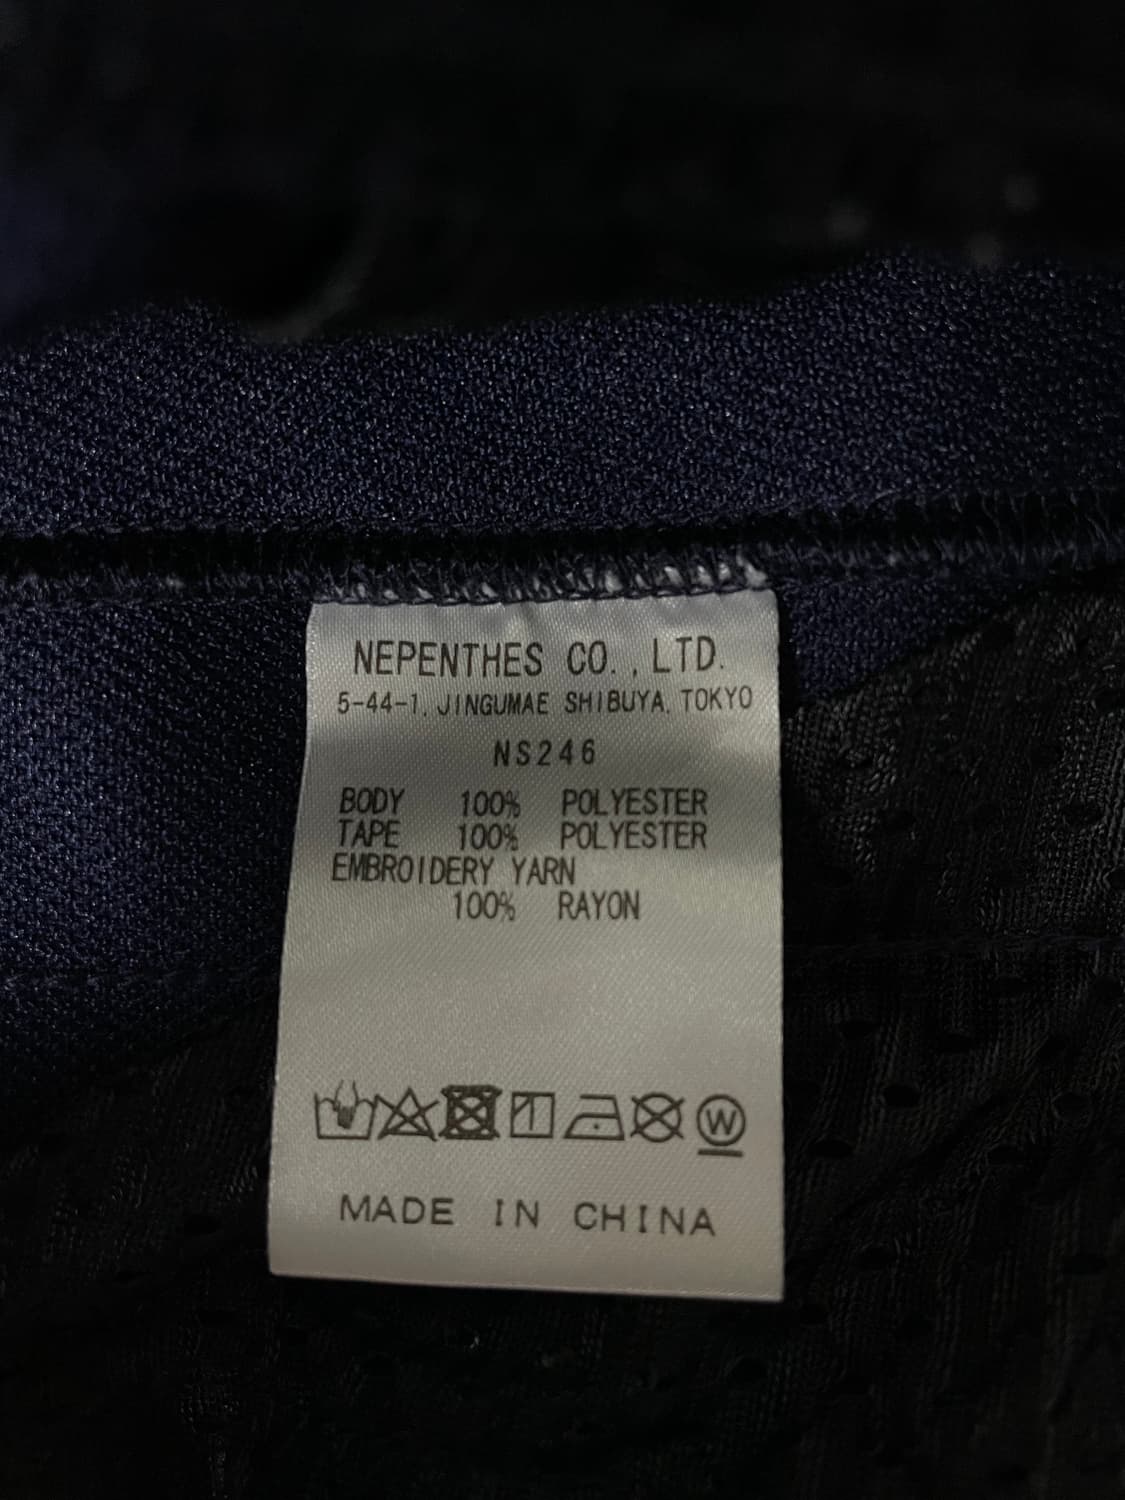 NEPENTHES CO.,LTD.
5-44-1, JINGUMAE SHIBUYA, TOKYO
NS246
BODY 100% POLYESTER
TAPE 100% POLYESTER
EMBROIDERY YARN
100% RAYON
W
MADE IN CHINA